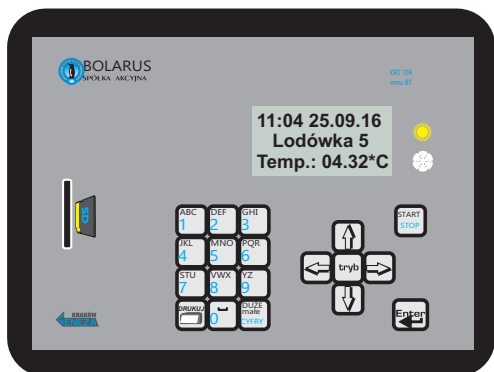 BOLARUS
SPÓŁKA AKCYJNA
KRT 109
mmc BT
11:04 25.09.16
Lodówka 5
Temp.: 04.32*C
SD
ABC DEF GHI
1 2 3
JKL MNO PQR
4 5 6
STU VWX YZ
7 8 9
DRUKUJ
0
DUŻE
małe
CYFRY
tryb
START
STOP
Enter
KRAKÓW
GENEZA